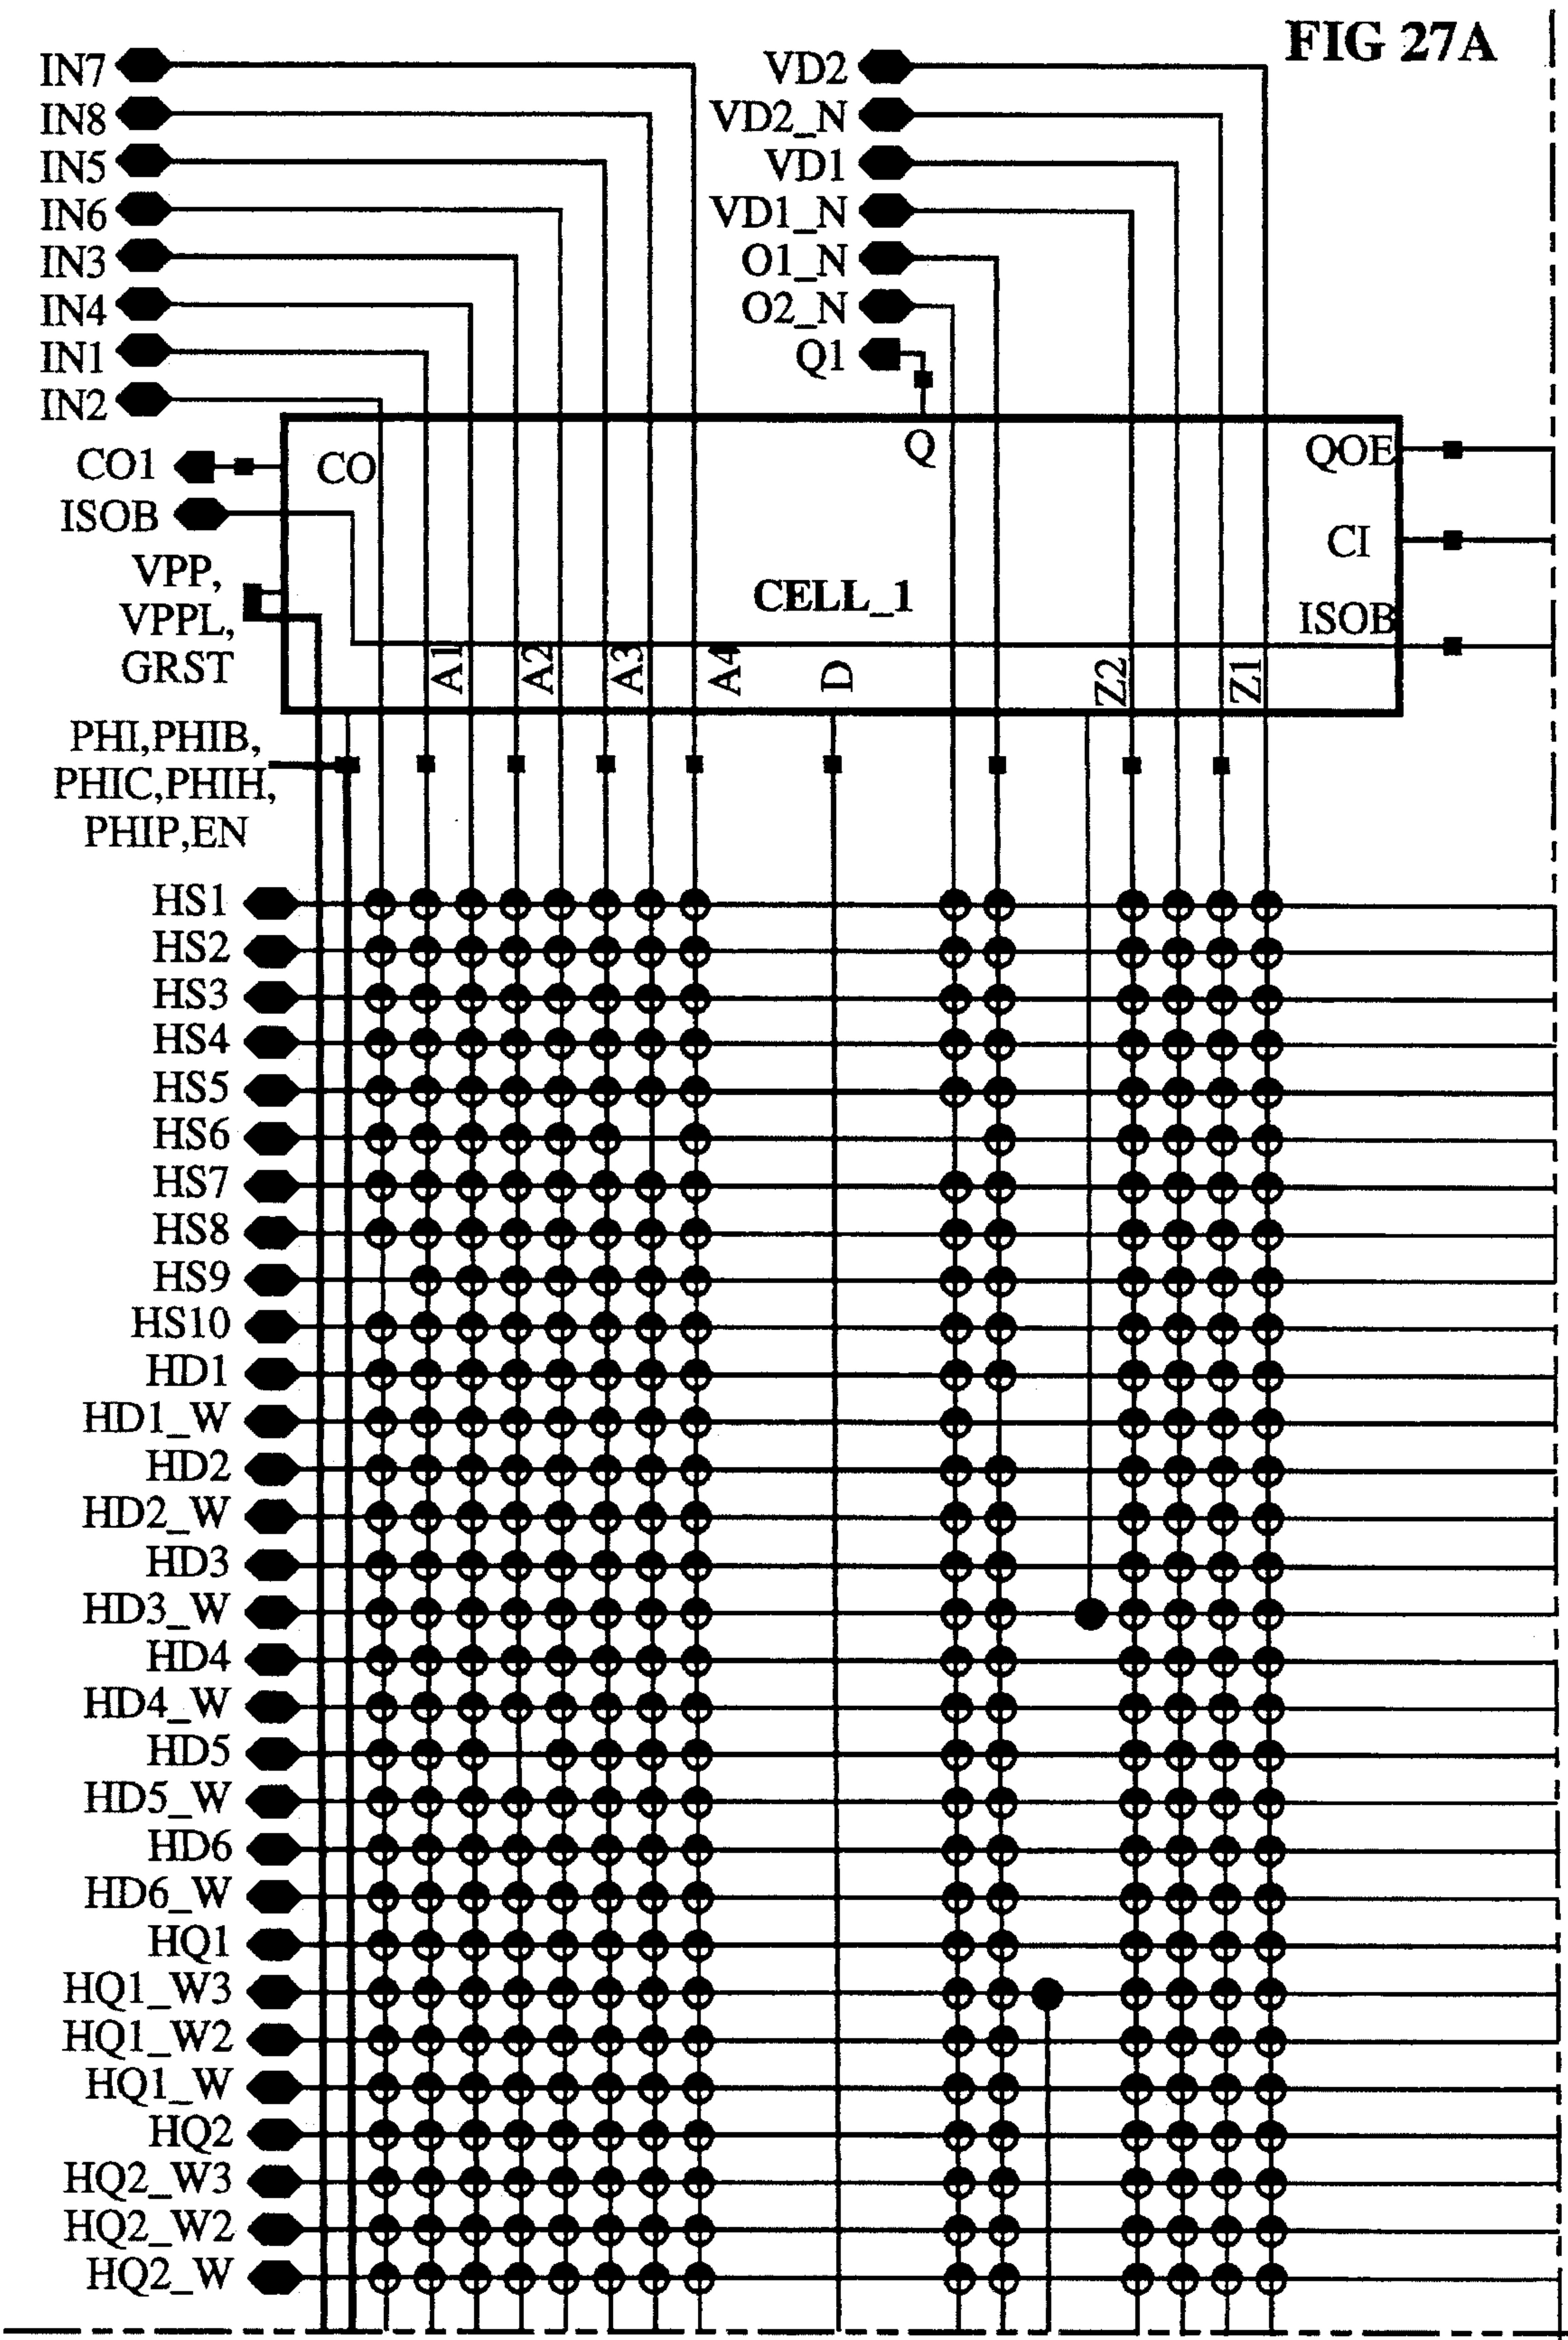 FIG 27A
IN7
IN8
IN5
IN6
IN3
IN4
IN1
IN2
VD2
VD2_N
VD1
VD1_N
O1_N
O2_N
Q1
CO1
ISOB
VPP,
VPPL,
GRST
CO
Q
QOE
CI
ISOB
CELL_1
A1
A2
A3
A4
D
Z2
Z1
PHI,PHIB,
PHIC,PHIH,
PHIP,EN
HS1
HS2
HS3
HS4
HS5
HS6
HS7
HS8
HS9
HS10
HD1
HD1_W
HD2
HD2_W
HD3
HD3_W
HD4
HD4_W
HD5
HD5_W
HD6
HD6_W
HQ1
HQ1_W3
HQ1_W2
HQ1_W
HQ2
HQ2_W3
HQ2_W2
HQ2_W